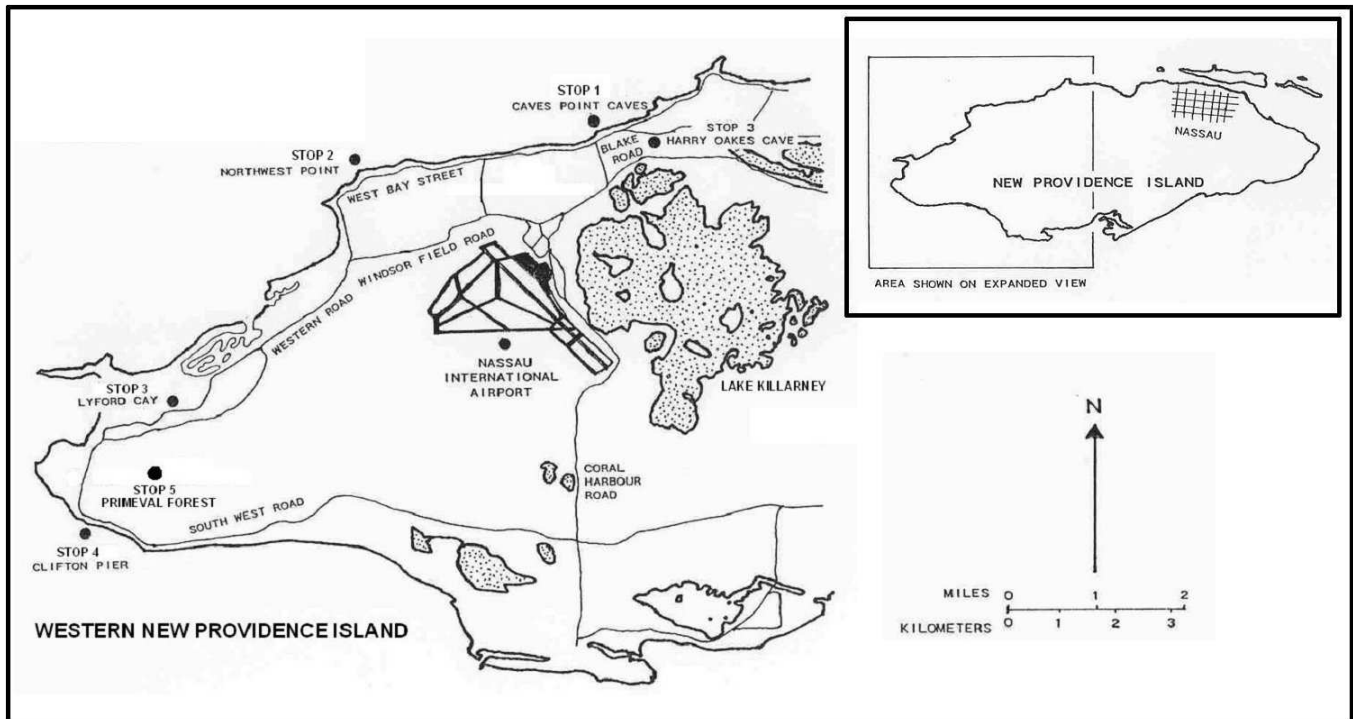 STOP 1
CAVES POINT CAVES
STOP 2
NORTHWEST POINT
BLAKE
ROAD
STOP 3
HARRY OAKES CAVE
WEST BAY STREET
WINDSOR FIELD ROAD
WESTERN ROAD
NASSAU
INTERNATIONAL
AIRPORT
LAKE KILLARNEY
STOP 3
LYFORD CAY
STOP 5
PRIMEVAL FOREST
CORAL
HARBOUR
ROAD
SOUTH WEST ROAD
STOP 4
CLIFTON PIER
WESTERN NEW PROVIDENCE ISLAND
NASSAU
NEW PROVIDENCE ISLAND
AREA SHOWN ON EXPANDED VIEW
N
MILES 0 1 2
KILOMETERS 0 1 2 3